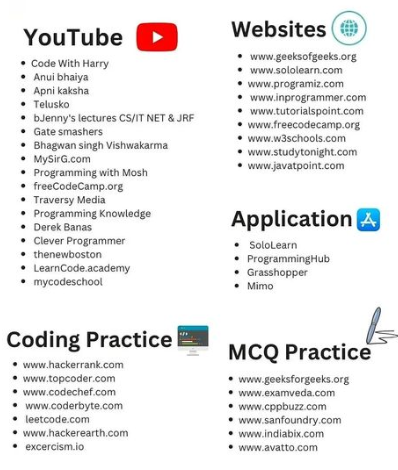 YouTube
Code With Harry
Anui bhaiya
Apni kaksha
Telusko
bJenny's lectures CS/IT NET & JRF
Gate smashers
Bhagwan singh Vishwakarma
MySirG.com
Programming with Mosh
freeCodeCamp.org
Traversy Media
Programming Knowledge
Derek Banas
Clever Programmer
thenewboston
LearnCode.academy
mycodeschool
Websites
www.geeksofgeeks.org
www.sololearn.com
www.programiz.com
www.inprogrammer.com
www.tutorialspoint.com
www.freecodecamp.org
www.w3schools.com
www.studytonight.com
www.javatpoint.com
Application
SoloLearn
ProgrammingHub
Grasshopper
Mimo
Coding Practice
www.hackerrank.com
www.topcoder.com
www.codechef.com
www.coderbyte.com
leetcode.com
www.hackerearth.com
excercism.io
MCQ Practice
www.geeksforgeeks.org
www.examveda.com
www.cppbuzz.com
www.sanfoundry.com
www.indiabix.com
www.avatto.com